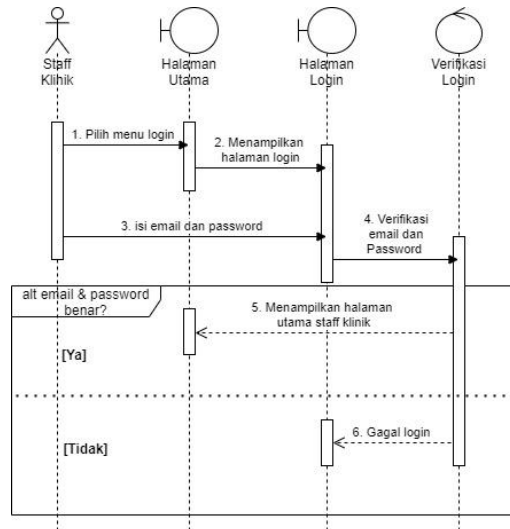 Staff
Klinik
Halaman
Utama
Halaman
Login
Verifikasi
Login
1. Pilih menu login
2. Menampilkan
halaman login
3. isi email dan password
4. Verifikasi
email dan
Password
alt email & password
benar?
5. Menampilkan halaman
utama staff klinik
[Ya]
6. Gagal login
[Tidak]